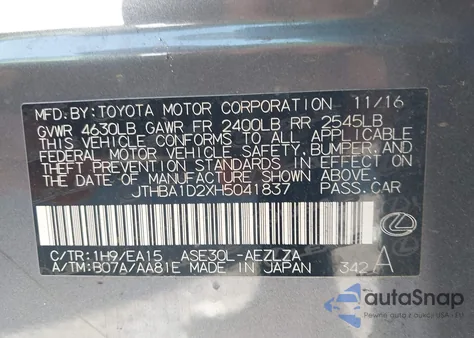 MFD.BY:TOYOTA MOTOR CORPORATION 11/16
GVWR 4630LB GAWR FR 2400LB RR 2545LB
THIS VEHICLE CONFORMS TO ALL APPLICABLE
FEDERAL MOTOR VEHICLE SAFETY,BUMPER,AND
THEFT PREVENTION STANDARDS IN EFFECT ON
THE DATE OF MANUFACTURE SHOWN ABOVE.
JTHBA1D2XH5041837 PASS.CAR
C/TR:1H9/EA15 ASE30L-AEZLZA
A/TM:B07A/AA81E MADE IN JAPAN 342 A
autoSnap